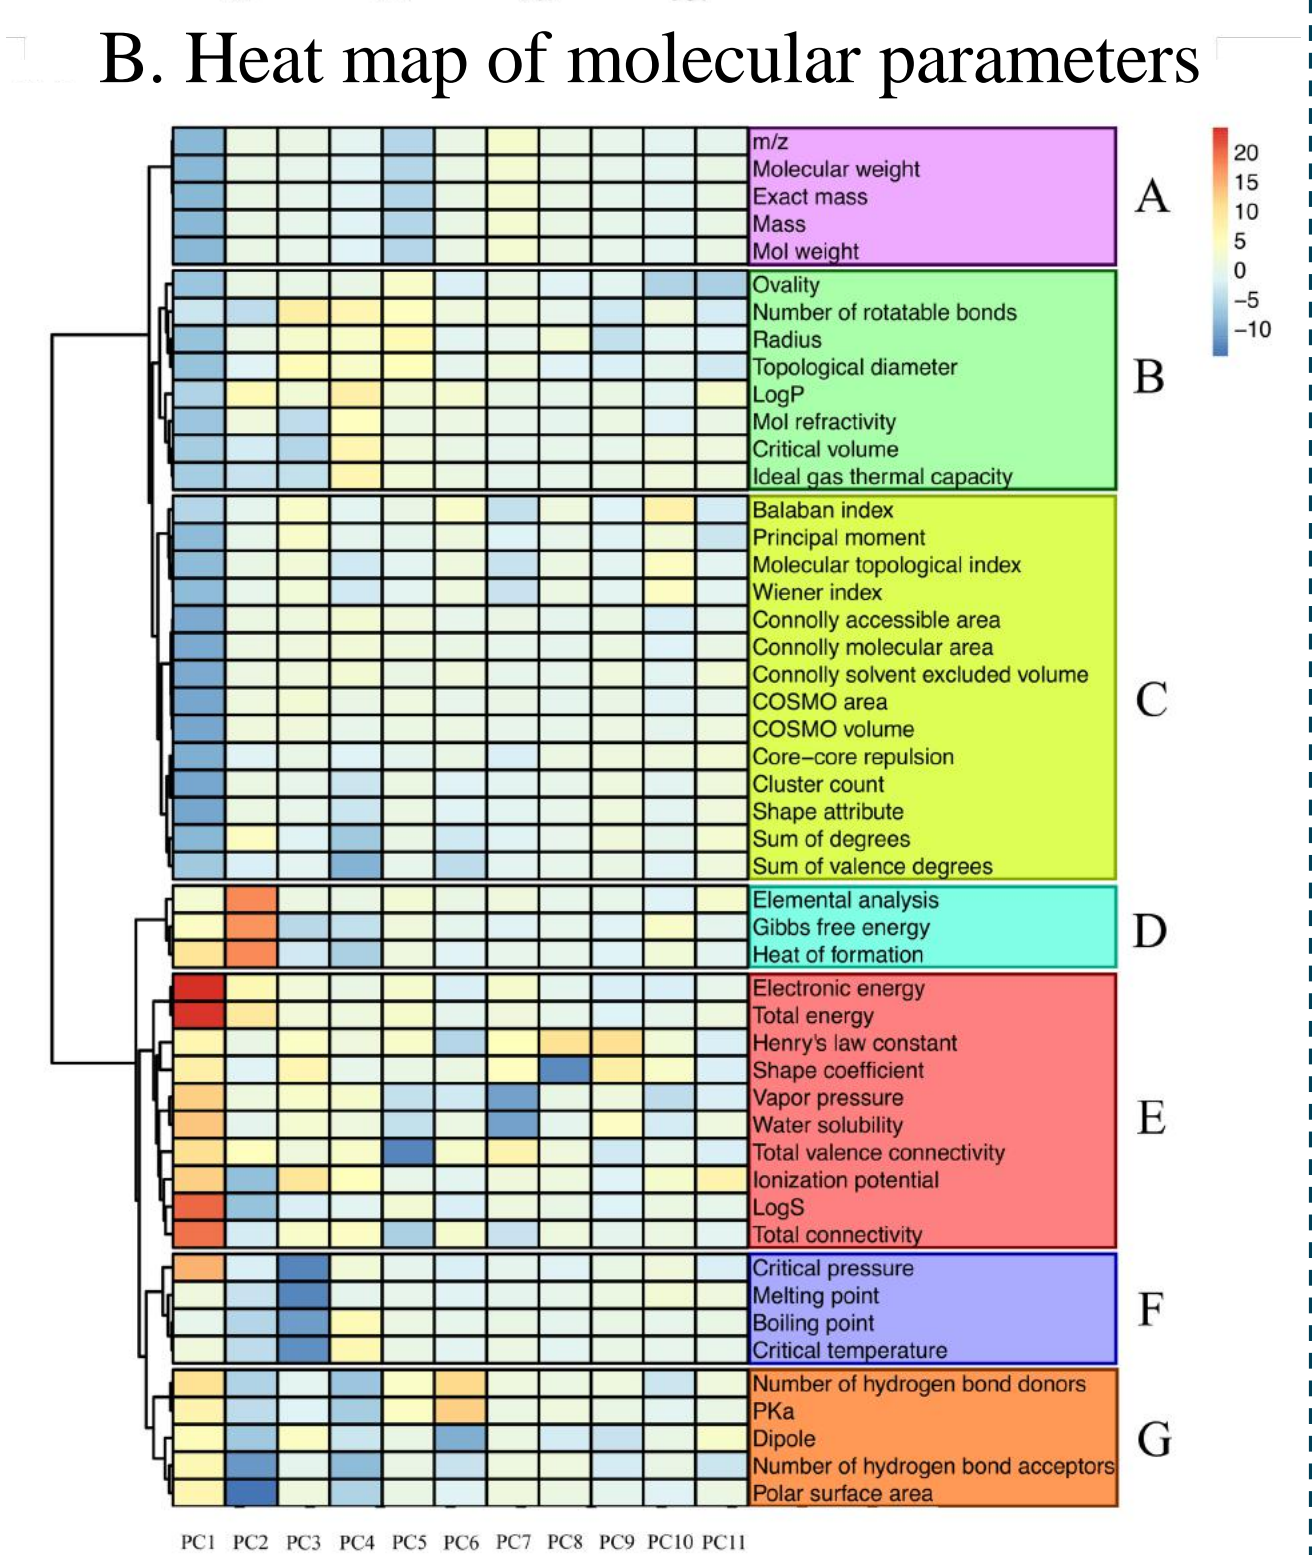 B. Heat map of molecular parameters
m/z
Molecular weight
Exact mass
Mass
Mol weight
A
Ovality
Number of rotatable bonds
Radius
Topological diameter
LogP
Mol refractivity
Critical volume
Ideal gas thermal capacity
B
Balaban index
Principal moment
Molecular topological index
Wiener index
Connolly accessible area
Connolly molecular area
Connolly solvent excluded volume
COSMO area
COSMO volume
Core−core repulsion
Cluster count
Shape attribute
Sum of degrees
Sum of valence degrees
C
Elemental analysis
Gibbs free energy
Heat of formation
D
Electronic energy
Total energy
Henry's law constant
Shape coefficient
Vapor pressure
Water solubility
Total valence connectivity
Ionization potential
LogS
Total connectivity
E
Critical pressure
Melting point
Boiling point
Critical temperature
F
Number of hydrogen bond donors
PKa
Dipole
Number of hydrogen bond acceptors
Polar surface area
G
20
15
10
5
0
−5
−10
PC1 PC2 PC3 PC4 PC5 PC6 PC7 PC8 PC9 PC10 PC11